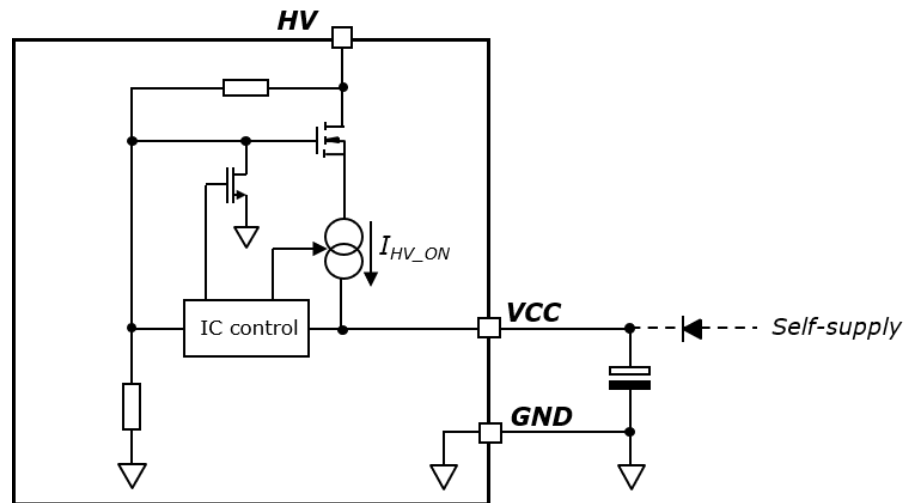 HV
I_HV_ON
IC control
VCC
Self-supply
GND